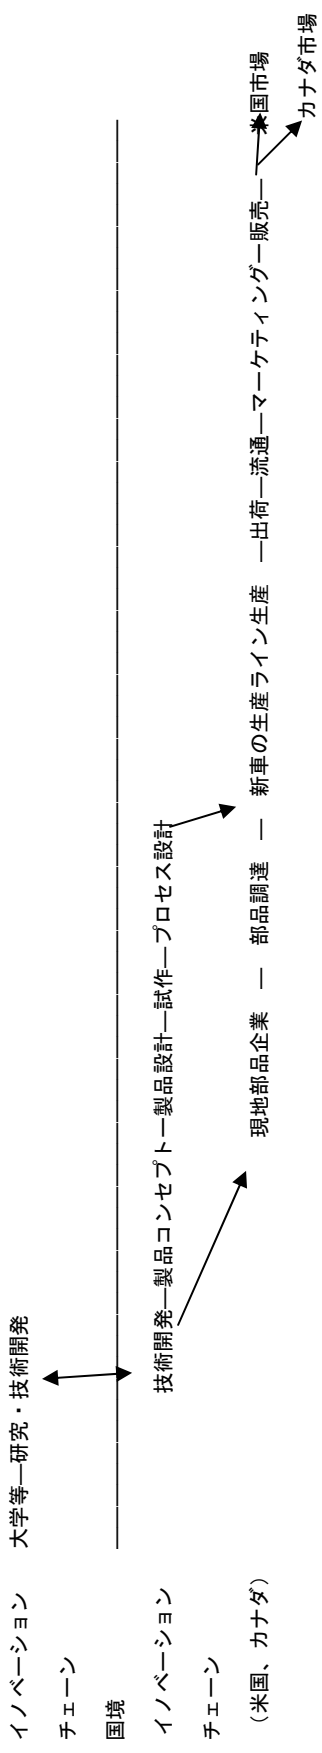 イノベーション　大学等―研究・技術開発
チェーン
国境 ――――――――――――――――――――――
イノベーション　技術開発―製品コンセプトー製品設計―試作―プロセス設計
チェーン
（米国、カナダ）　現地部品企業　―　部品調達　―　新車の生産ライン生産　―出荷―流通―マーケティングー販売―　米国市場
カナダ市場